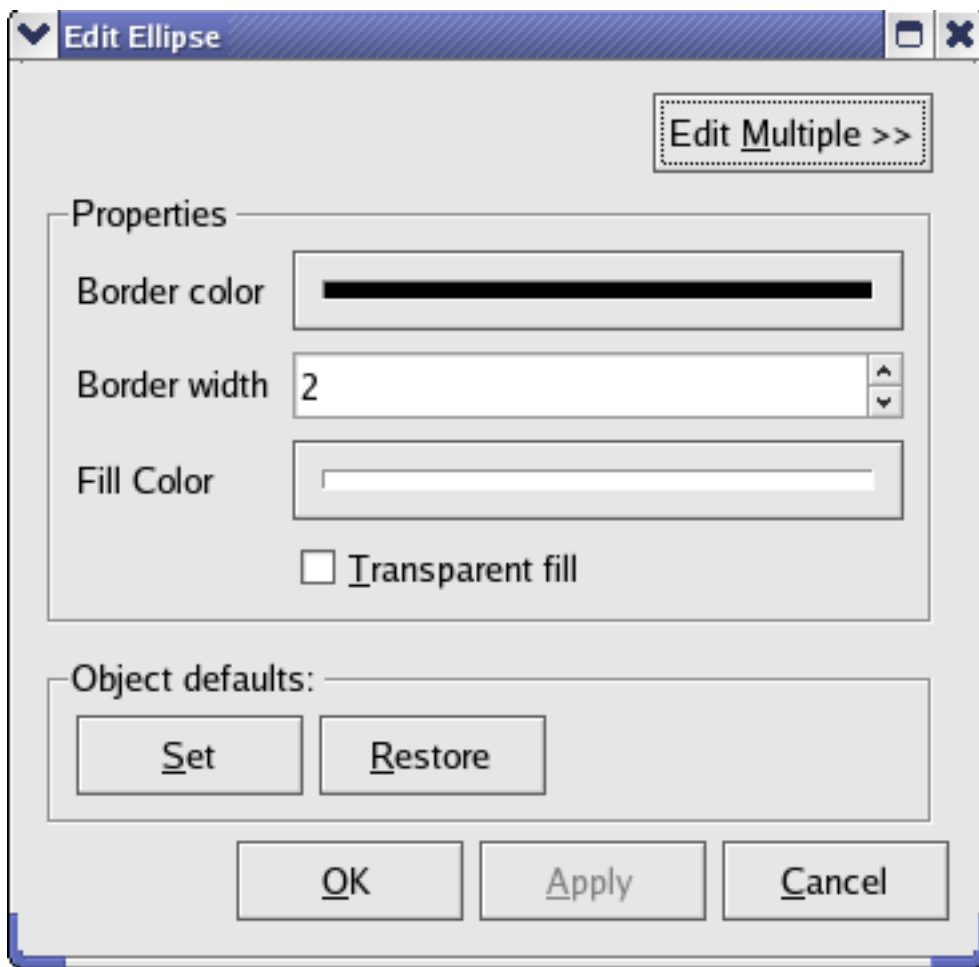 Edit Ellipse
Edit Multiple >>
Properties
Border color
Border width 2
Fill Color
Transparent fill
Object defaults:
Set Restore
OK Apply Cancel